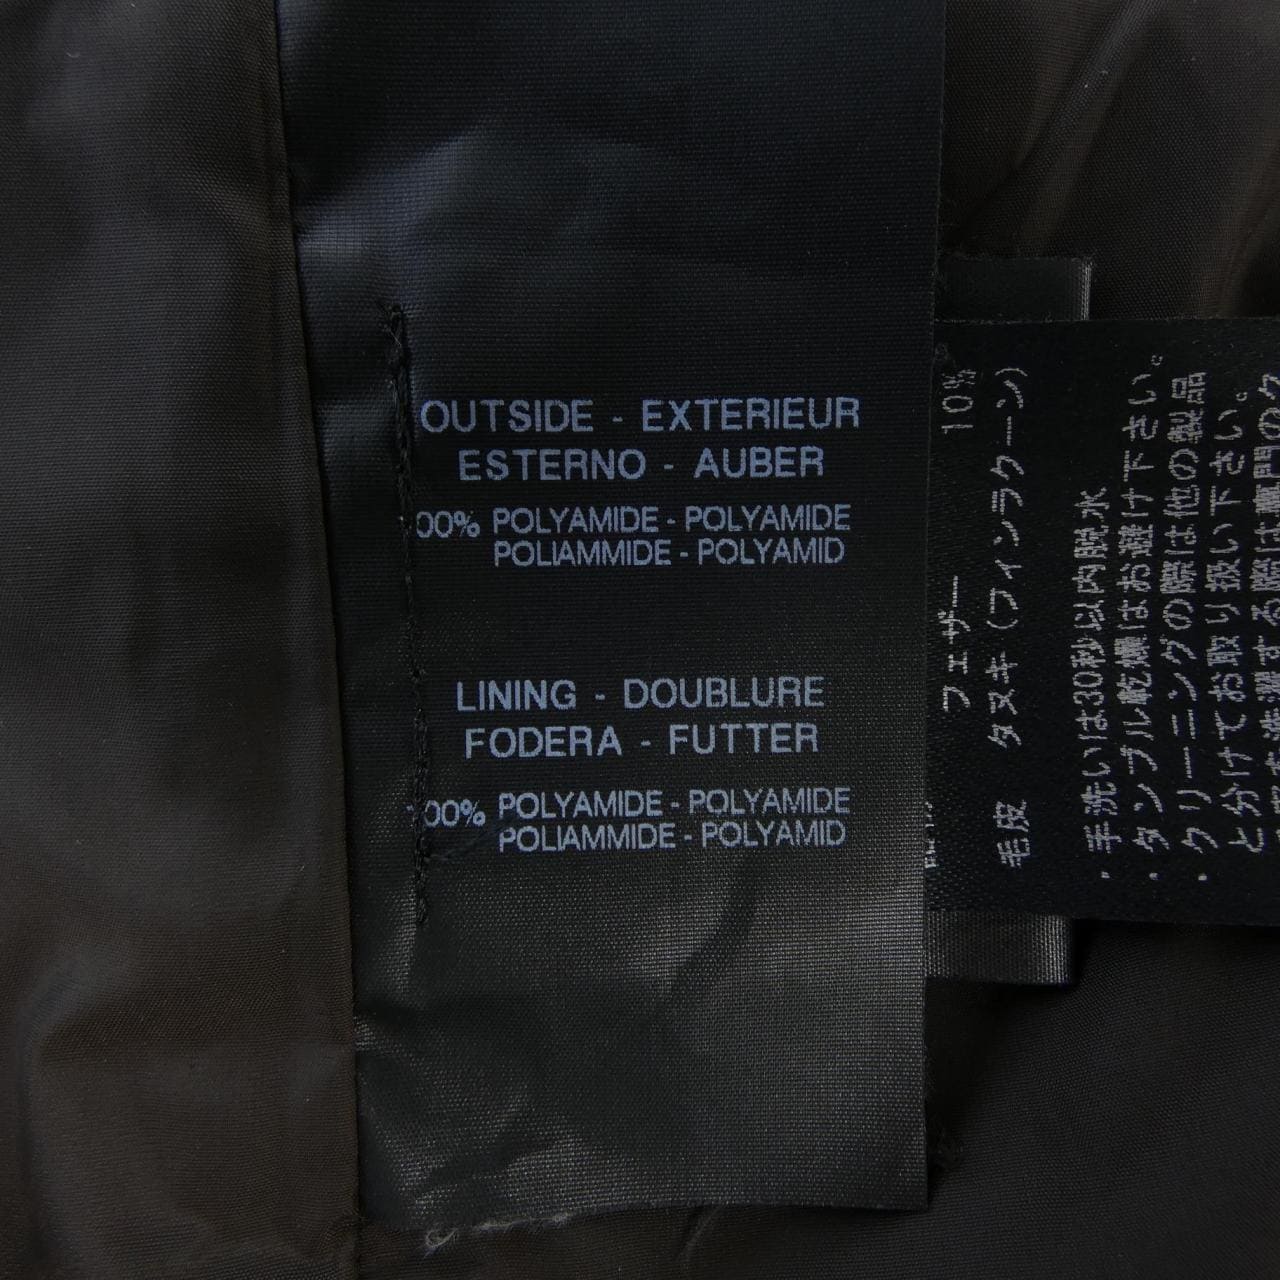 OUTSIDE - EXTERIEUR
ESTERNO - AUBER
00% POLYAMIDE - POLYAMIDE
POLIAMMIDE - POLYAMID
LINING - DOUBLURE
FODERA - FUTTER
100% POLYAMIDE - POLYAMIDE
POLIAMMIDE - POLYAMID
フェザー 10%
毛皮 タヌキ(フィンラクーン)
・手洗いは30秒以内脱水
・タンブル乾燥はお避け下さい。
・クリーニングの際は他の製品
と分けてお取り扱い下さい。